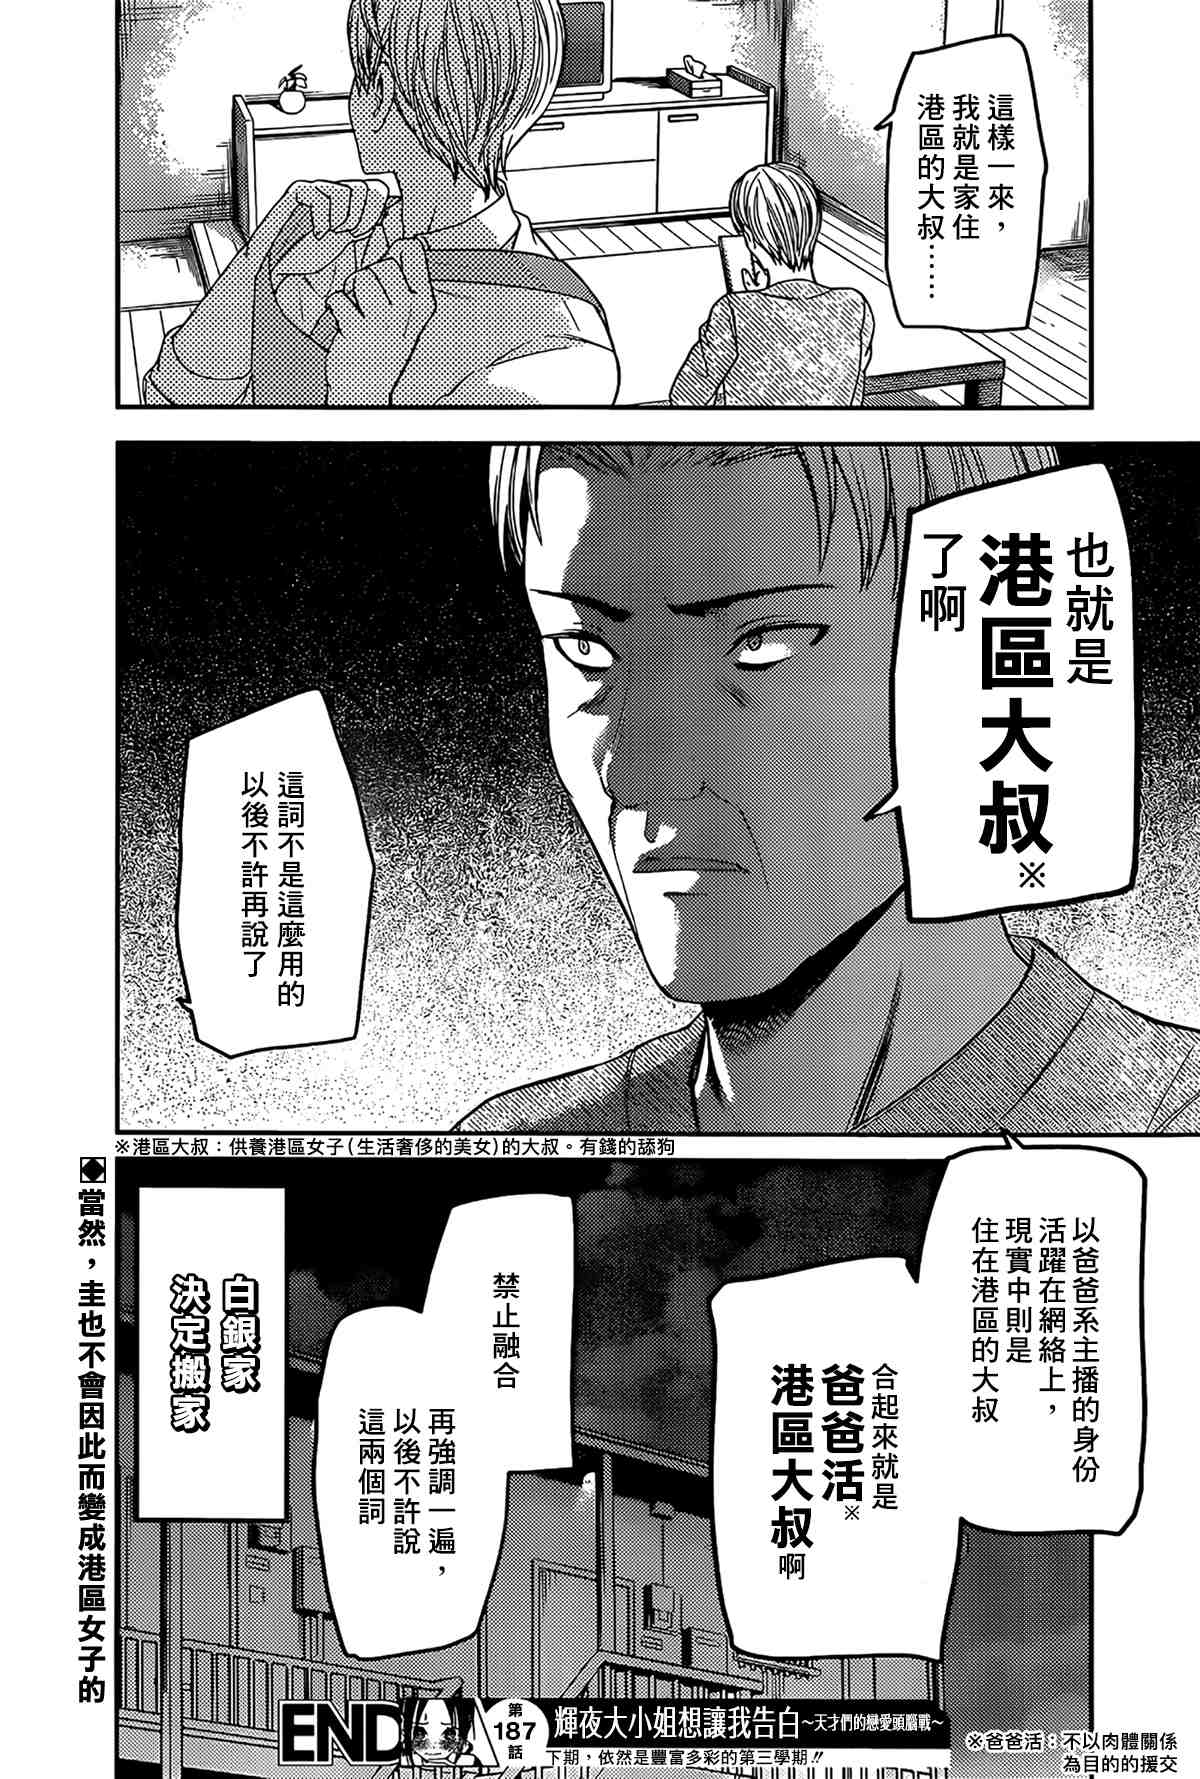 這樣一來，
我就是家住
港區的大叔……
也就是
港區大叔※
了啊
這詞不是這麼用的
以後不許再說了
※港區大叔：供養港區女子(生活奢侈的美女)的大叔。有錢的舔狗
以爸爸系主播的身份
活躍在網絡上，
現實中則是
住在港區的大叔
合起來就是
爸爸活※
港區大叔
啊
禁止融合
再強調一遍，
以後不許說
這兩個詞
白銀家
決定搬家
◆當然，圭也不會因此而變成港區女子的
END
第
187
話
輝夜大小姐想讓我告白～天才們的戀愛頭腦戰～
下期，依然是豐富多彩的第三學期!!
※爸爸活：不以肉體關係
為目的的援交